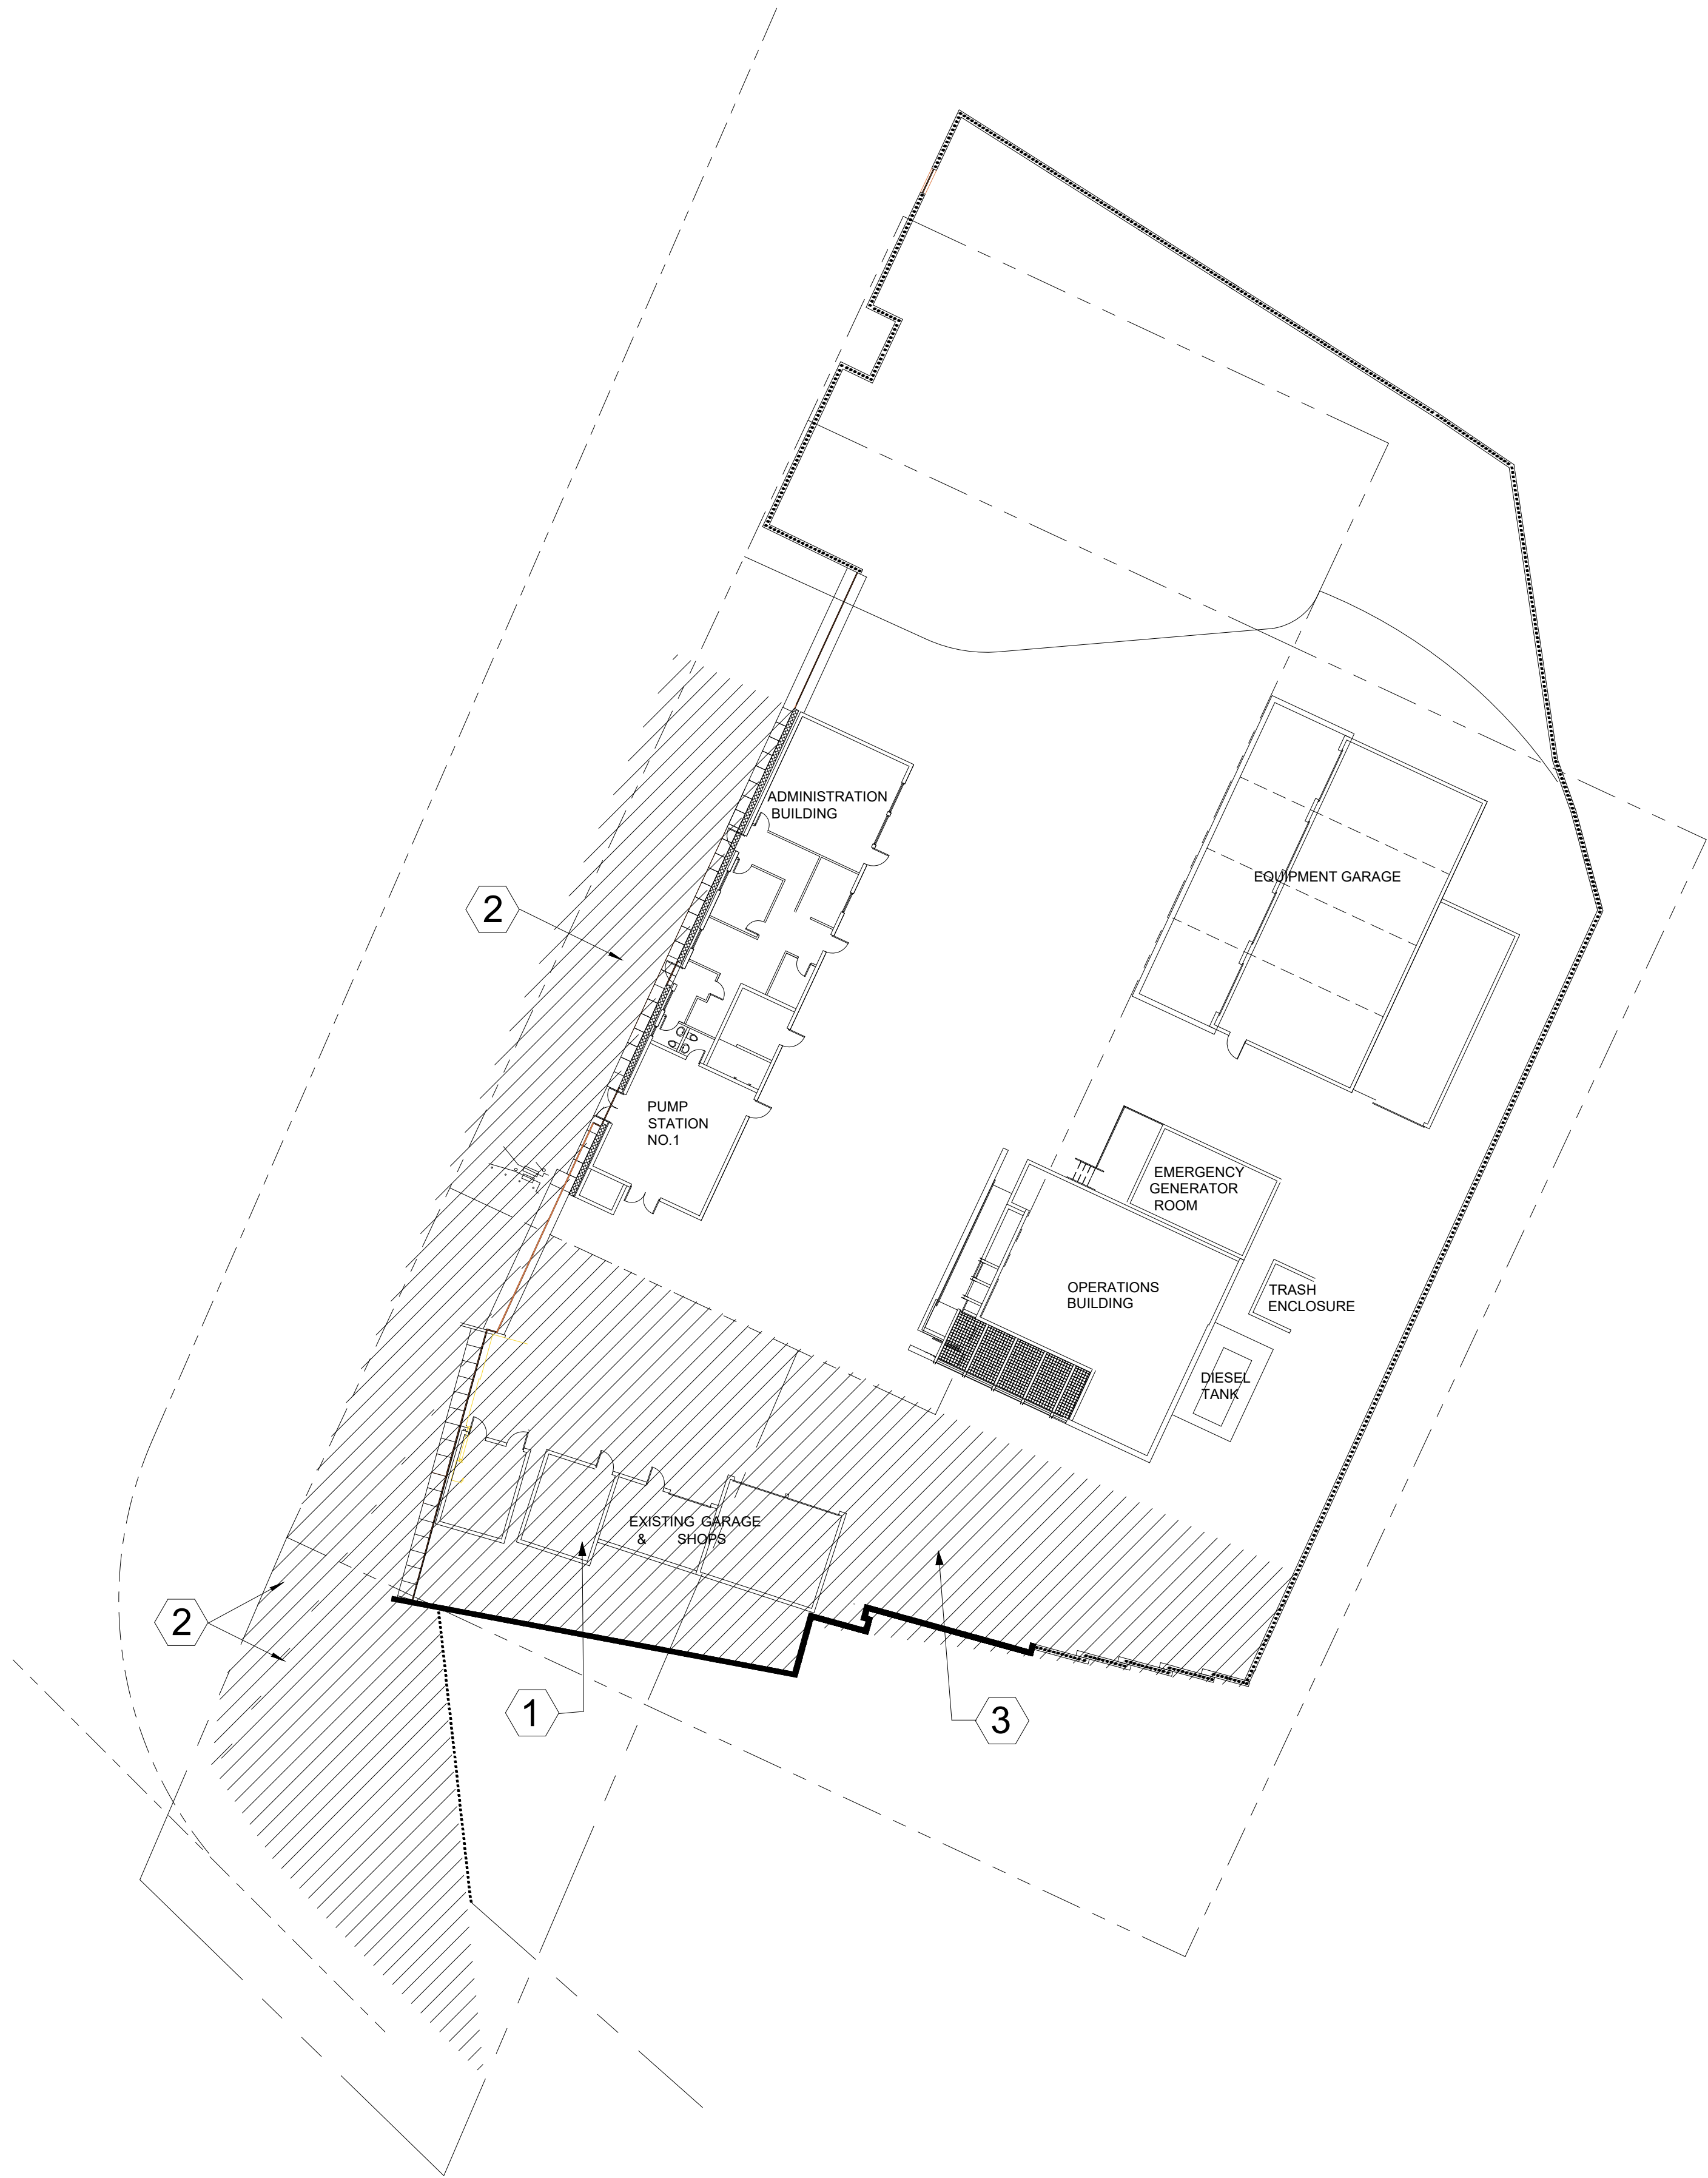 ADMINISTRATION
BUILDING
EQUIPMENT GARAGE
2
PUMP
STATION
NO.1
EMERGENCY
GENERATOR
ROOM
OPERATIONS
BUILDING
TRASH
ENCLOSURE
DIESEL
TANK
EXISTING GARAGE
& SHOPS
2
1
3